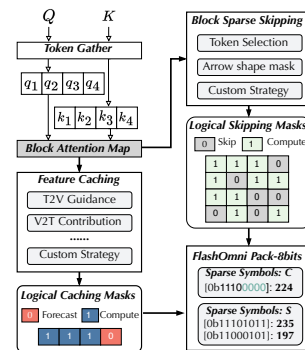 Q K
Token Gather
q1 q2 q3 q4
k1 k2 k3 k4
Block Attention Map
Feature Caching
T2V Guidance
V2T Contribution
......
Custom Strategy
Logical Caching Masks
0 Forecast 1 Compute
1 1 1 0
Block Sparse Skipping
Token Selection
Arrow shape mask
Custom Strategy
Logical Skipping Masks
0 Skip 1 Compute
1 1 1 0
1 0 1 1
1 1 0 0
0 1 0 1
FlashOmni Pack-8bits
Sparse Symbols: C
[0b11100000]: 224
Sparse Symbols: S
[0b11101011]: 235
[0b11000101]: 197